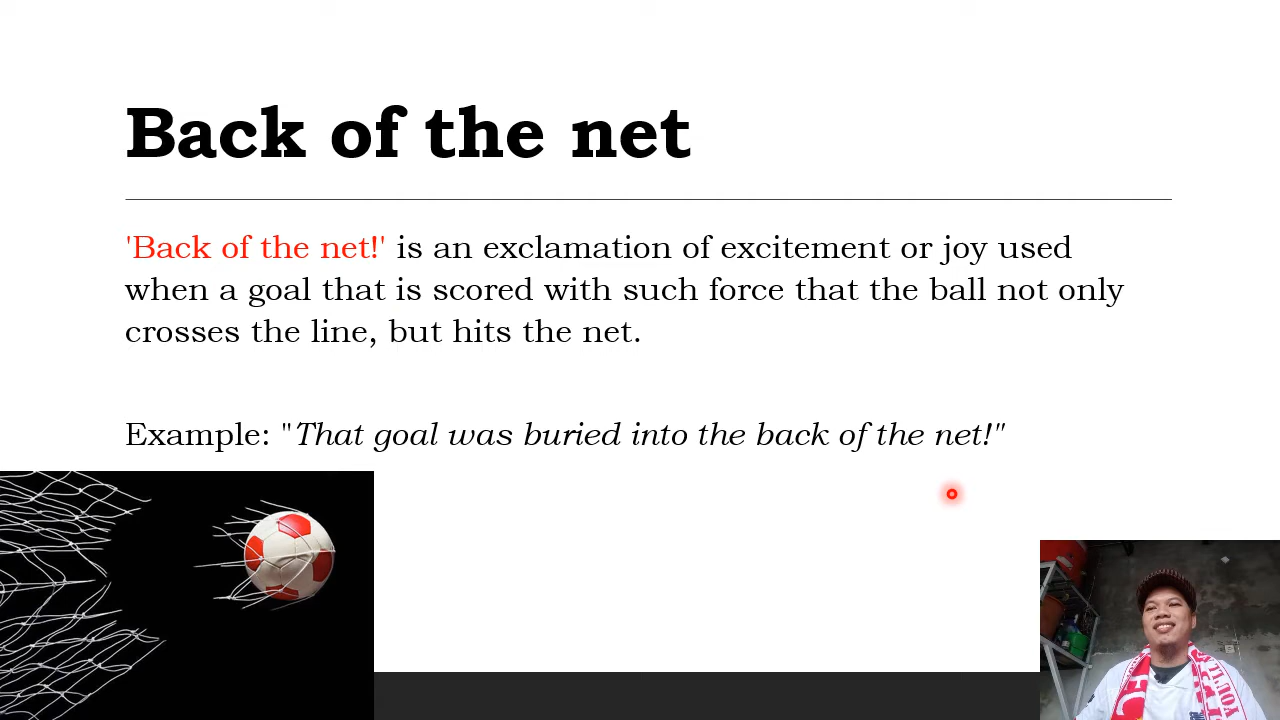 Back of the net
'Back of the net!' is an exclamation of excitement or joy used
when a goal that is scored with such force that the ball not only
crosses the line, but hits the net.
Example: "That goal was buried into the back of the net!"
YOU'LL